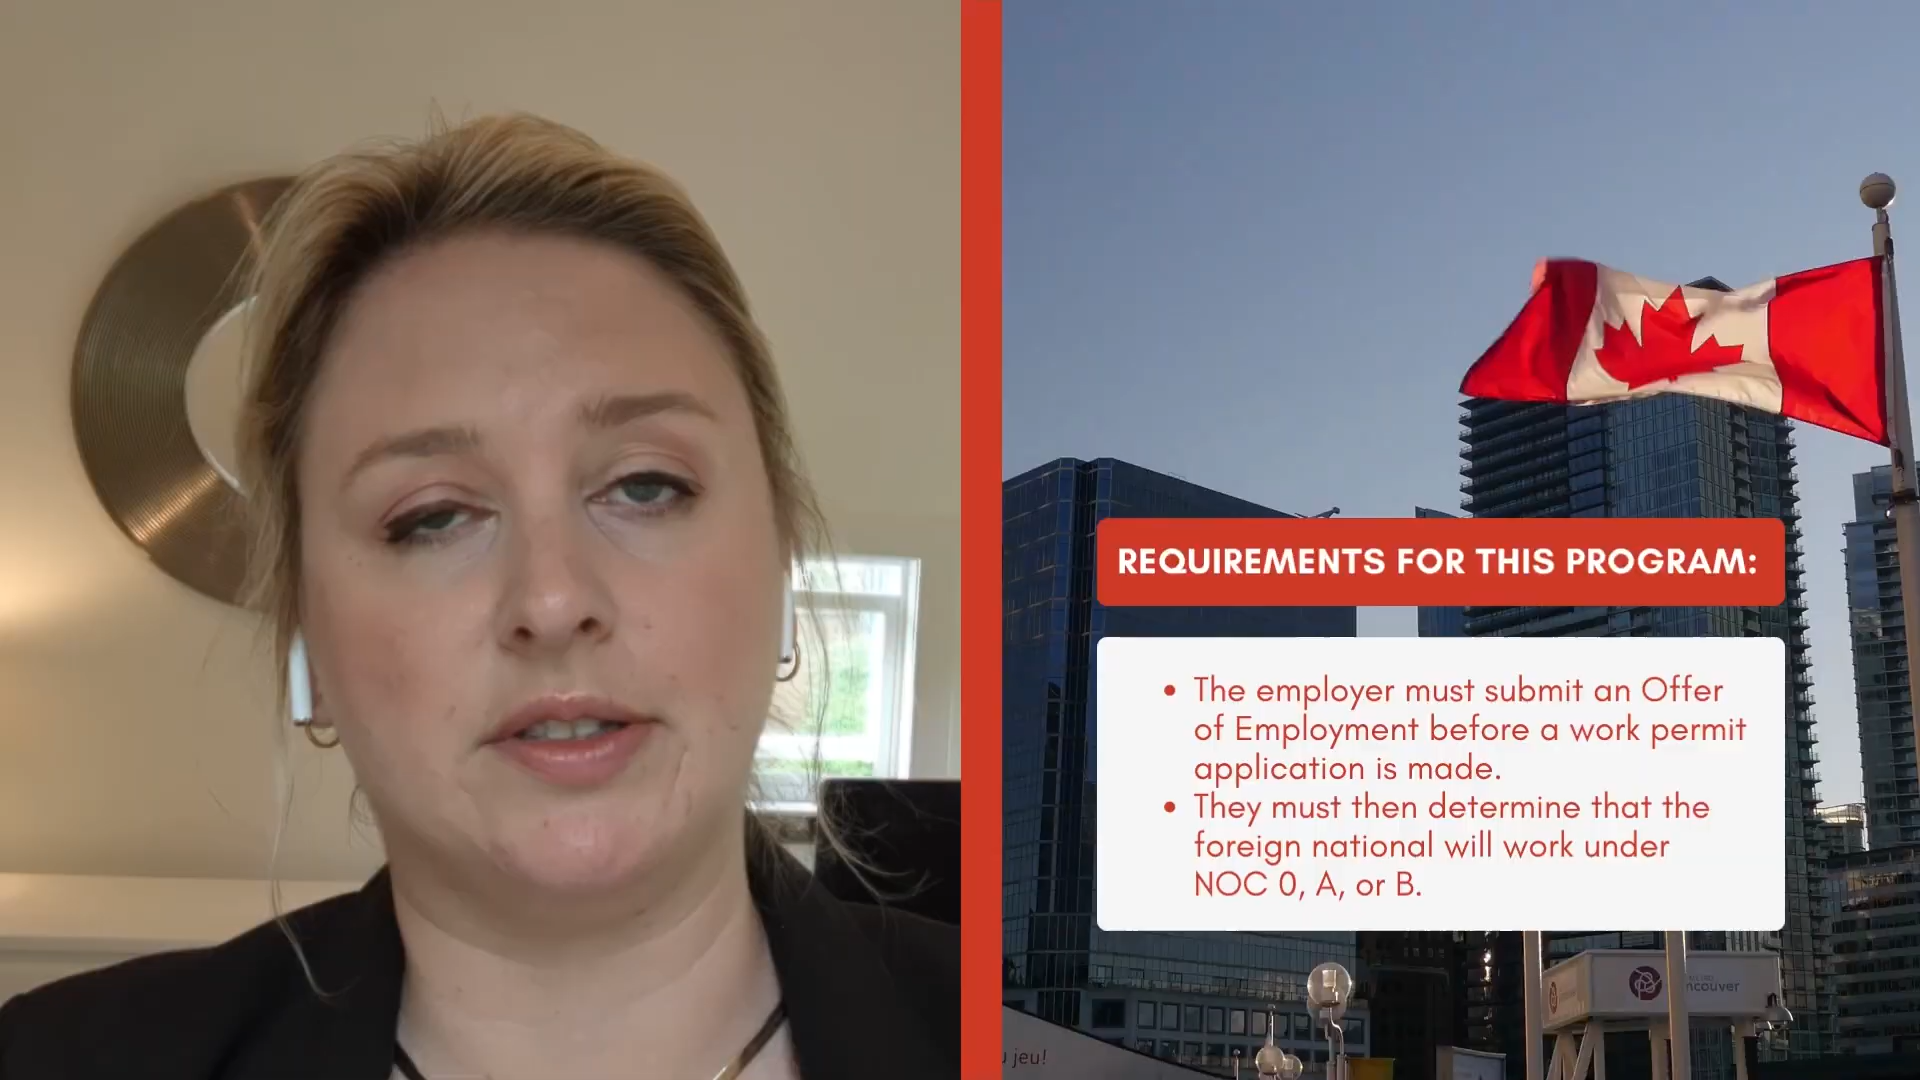 REQUIREMENTS FOR THIS PROGRAM:
• The employer must submit an Offer
of Employment before a work permit
application is made.
• They must then determine that the
foreign national will work under
NOC 0, A, or B.
jeu!